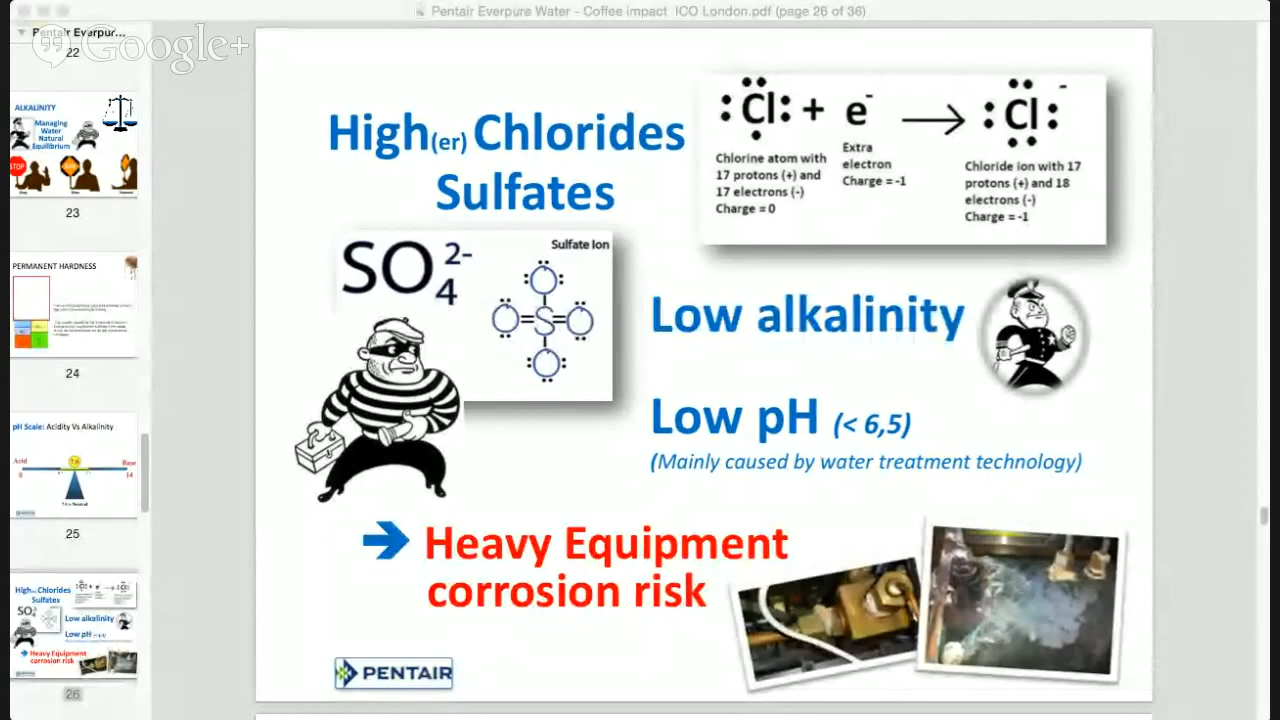 Pentair Everpure Water - Coffee impact ICO London.pdf (page 26 of 36)
Pentair Everpur...
Google+
22
ALKALINITY
Managing
Water
Natural
Equilibrium
STOP
23
PERMANENT HARDNESS
24
pH Scale: Acidity Vs Alkalinity
Acid
Base
0
14
25
High(er) Chlorides
Sulfates
Low alkalinity
Low pH
Heavy Equipment
corrosion risk
26
High(er) Chlorides
Sulfates
:Cl: + e- → :Cl:-
Chlorine atom with
17 protons (+) and
17 electrons (-)
Charge = 0
Extra
electron
Charge = -1
Chloride ion with 17
protons (+) and 18
electrons (-)
Charge = -1
SO4 2-
Sulfate Ion
O
O=S=O
O
Low alkalinity
Low pH (< 6,5)
(Mainly caused by water treatment technology)
Heavy Equipment
corrosion risk
PENTAIR